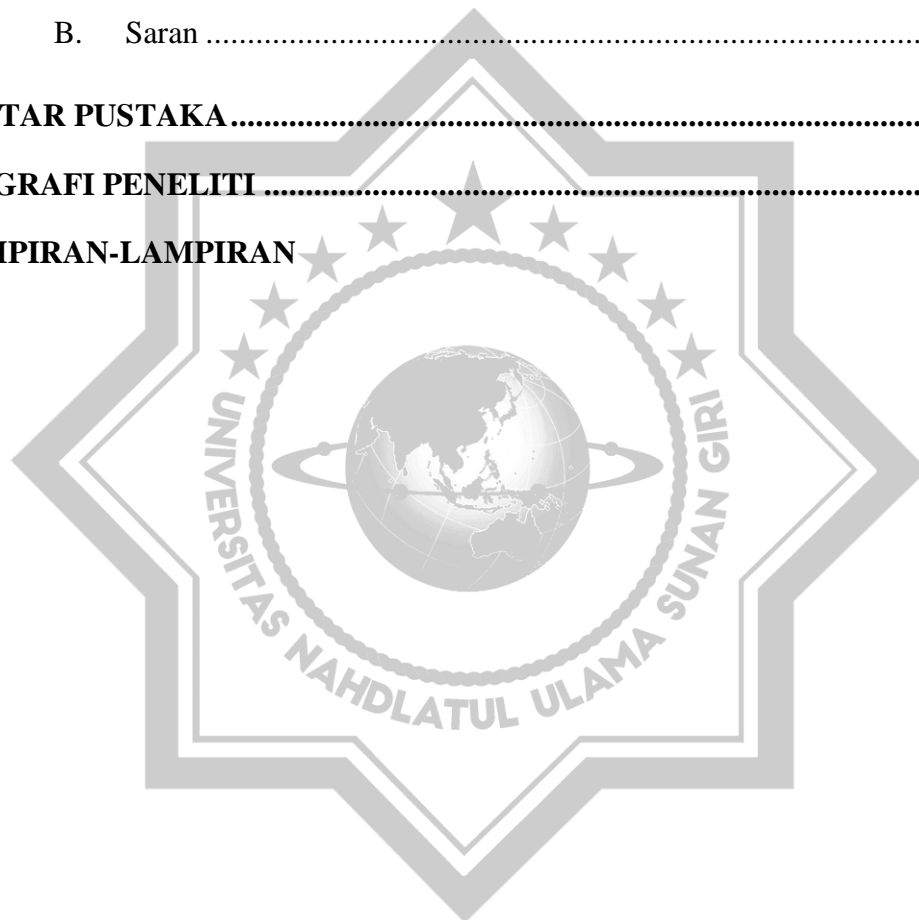 B. Saran ........................................................................
TAR PUSTAKA...................................................................................
GRAFI PENELITI ...............................................................................
IPIRAN-LAMPIRAN
UNIVERSITAS NAHDLATUL ULAMA SUNAN GIRI